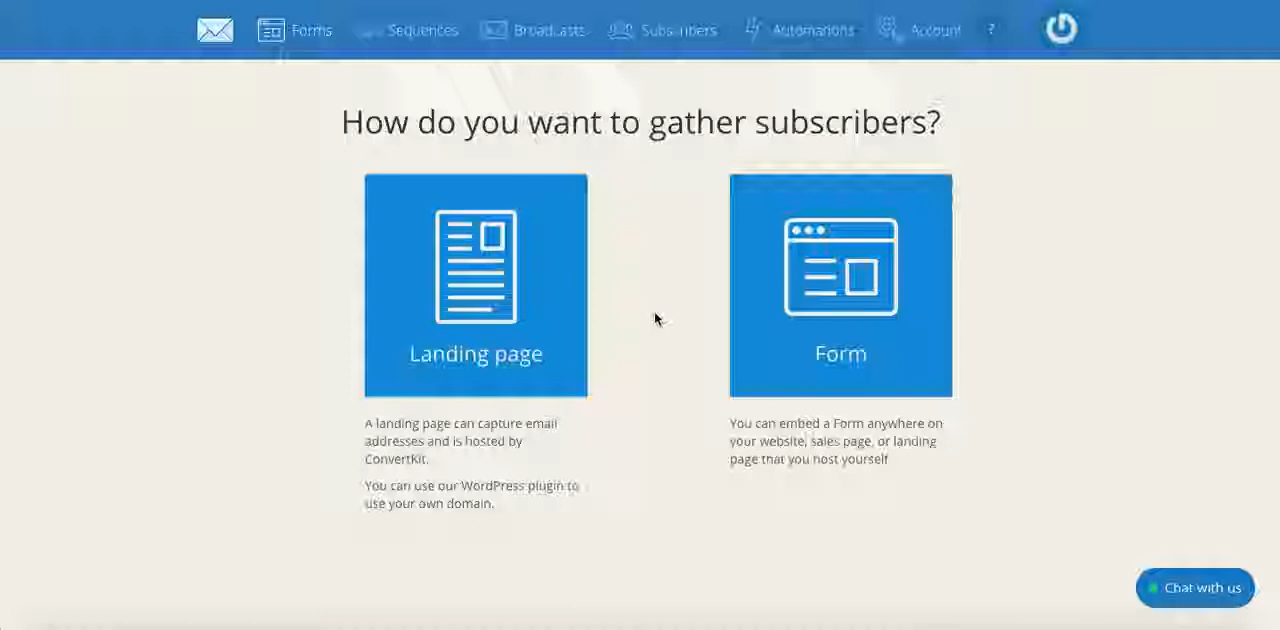 Forms Sequences Broadcasts Subscribers Automations Account ?
How do you want to gather subscribers?
Landing page
A landing page can capture email
addresses and is hosted by
ConvertKit.
You can use our WordPress plugin to
use your own domain.
Form
You can embed a Form anywhere on
your website, sales page, or landing
page that you host yourself
Chat with us